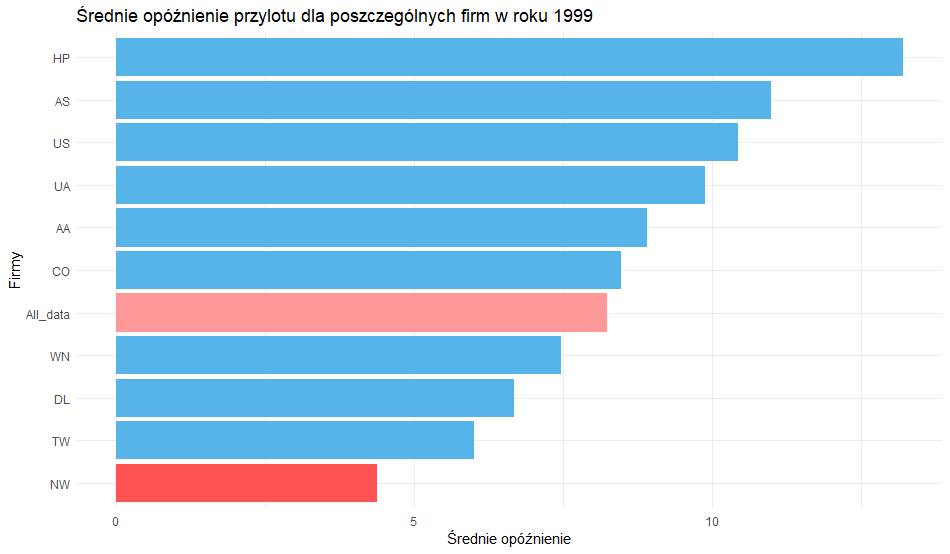 Średnie opóźnienie przylotu dla poszczególnych firm w roku 1999
Firmy
HP
AS
US
UA
AA
CO
All_data
WN
DL
TW
NW
0 5 10
Średnie opóźnienie